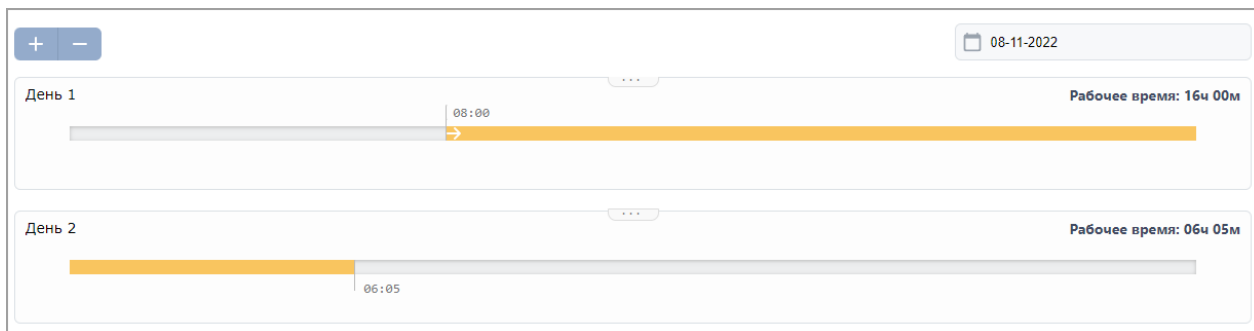 08-11-2022
День 1
Рабочее время: 16ч 00м
08:00
День 2
Рабочее время: 06ч 05м
06:05